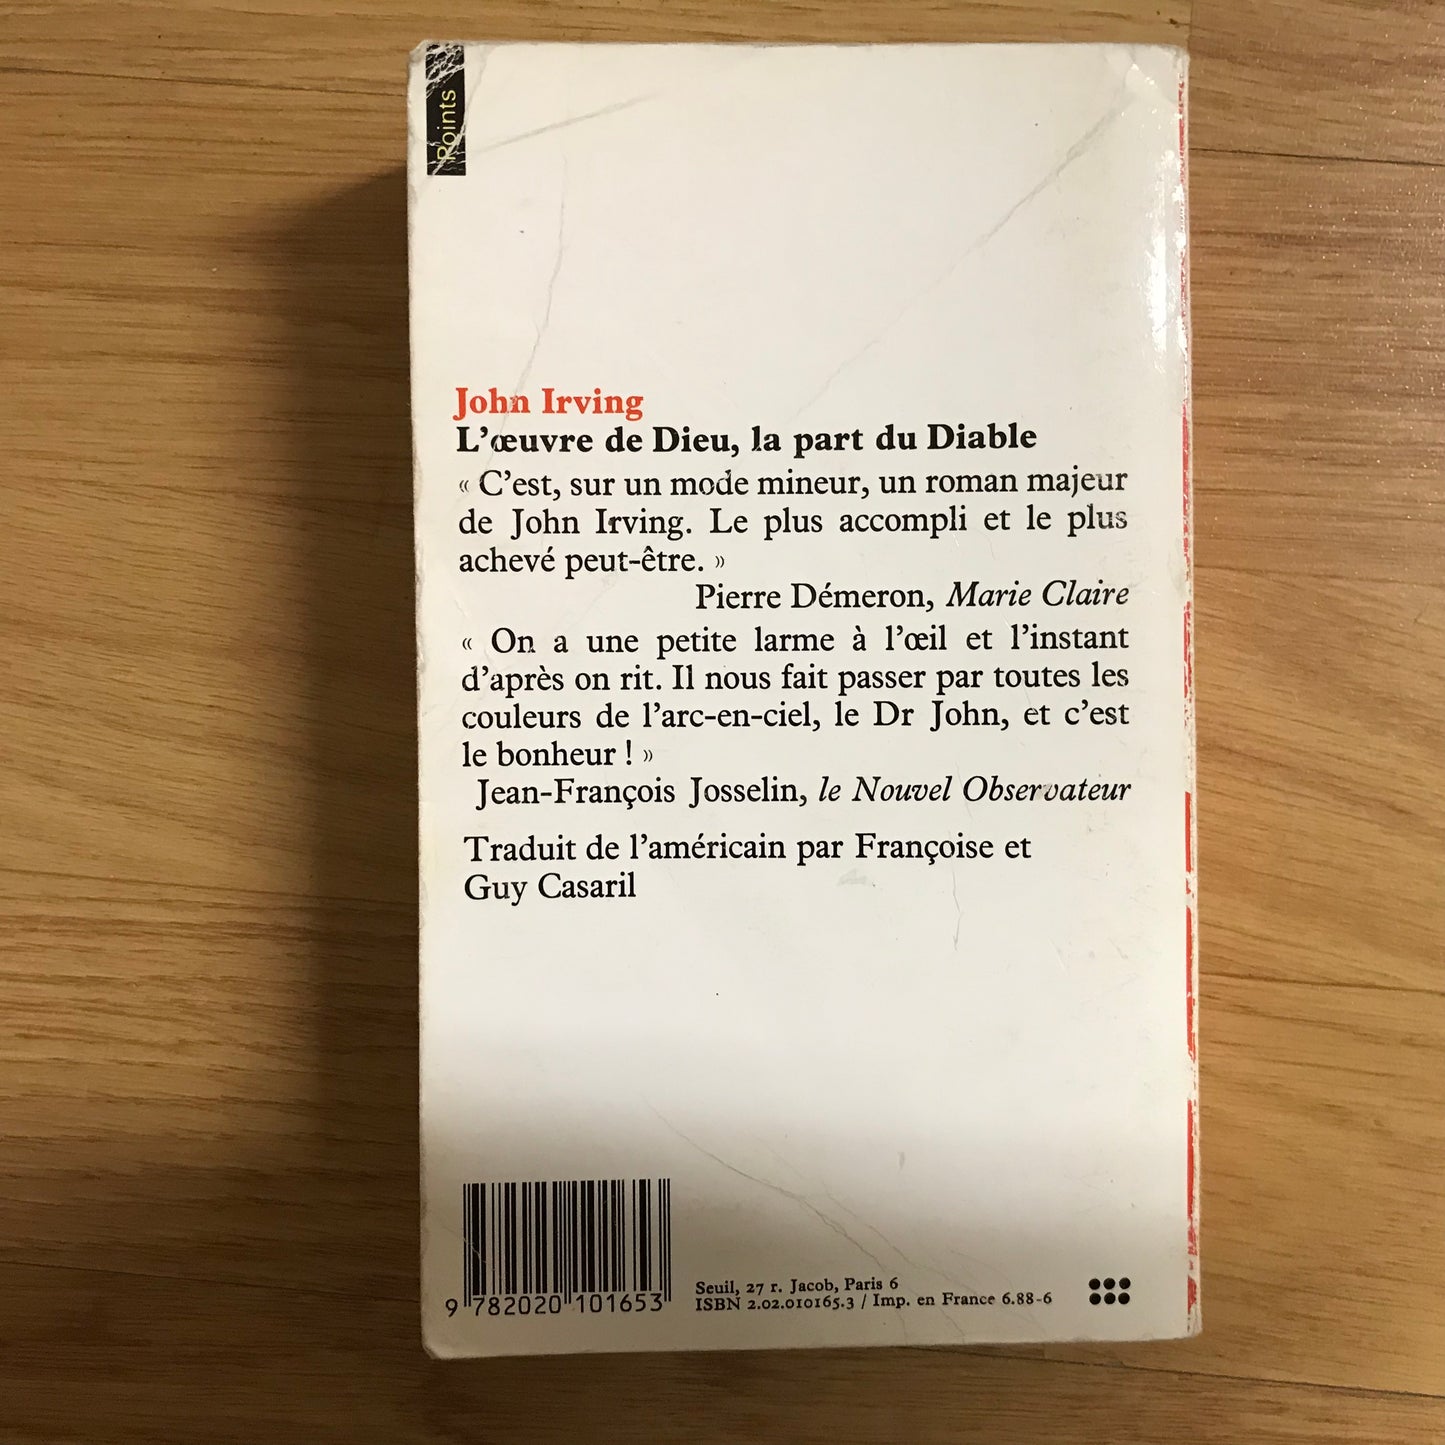 Points
John Irving
L'œuvre de Dieu, la part du Diable
« C'est, sur un mode mineur, un roman majeur
de John Irving. Le plus accompli et le plus
achevé peut-être. »
Pierre Démeron, Marie Claire
« On a une petite larme à l'œil et l'instant
d'après on rit. Il nous fait passer par toutes les
couleurs de l'arc-en-ciel, le Dr John, et c'est
le bonheur ! »
Jean-François Josselin, le Nouvel Observateur
Traduit de l'américain par Françoise et
Guy Casaril
9 782020 101653
Seuil, 27 r. Jacob, Paris 6
ISBN 2.02.010165.3 / Imp. en France 6.88-6